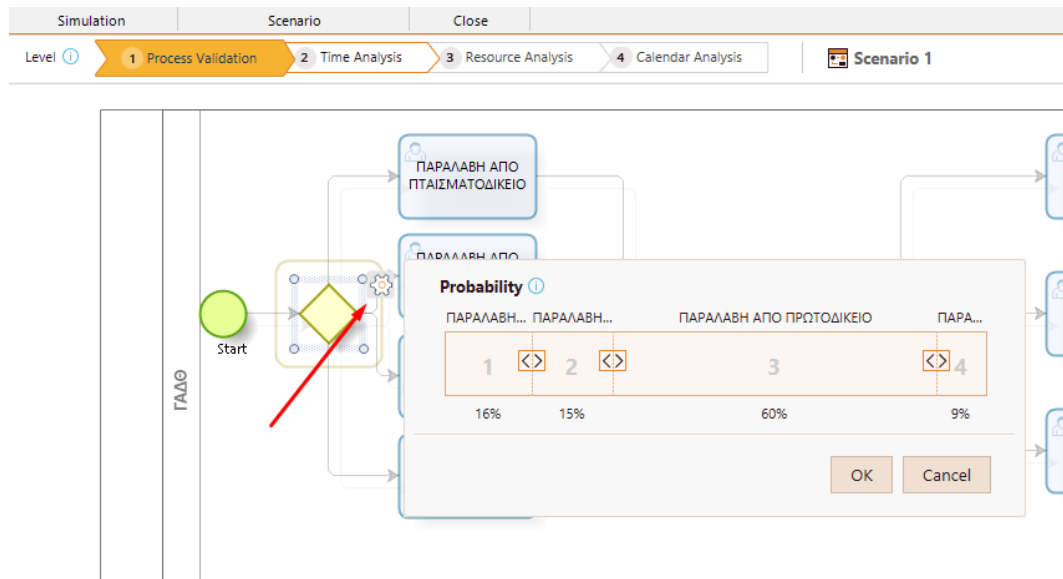 Simulation Scenario Close
Level 1 Process Validation 2 Time Analysis 3 Resource Analysis 4 Calendar Analysis Scenario 1
ΠΑΡΑΛΑΒΗ ΑΠΟ
ΠΤΑΙΣΜΑΤΟΔΙΚΕΙΟ
ΠΑΡΑΛΑΒΗ ΑΠΟ
Start
ΓΑΔΘ
Probability
ΠΑΡΑΛΑΒΗ... ΠΑΡΑΛΑΒΗ... ΠΑΡΑΛΑΒΗ ΑΠΟ ΠΡΩΤΟΔΙΚΕΙΟ ΠΑΡΑ...
1 2 3 4
16% 15% 60% 9%
OK Cancel